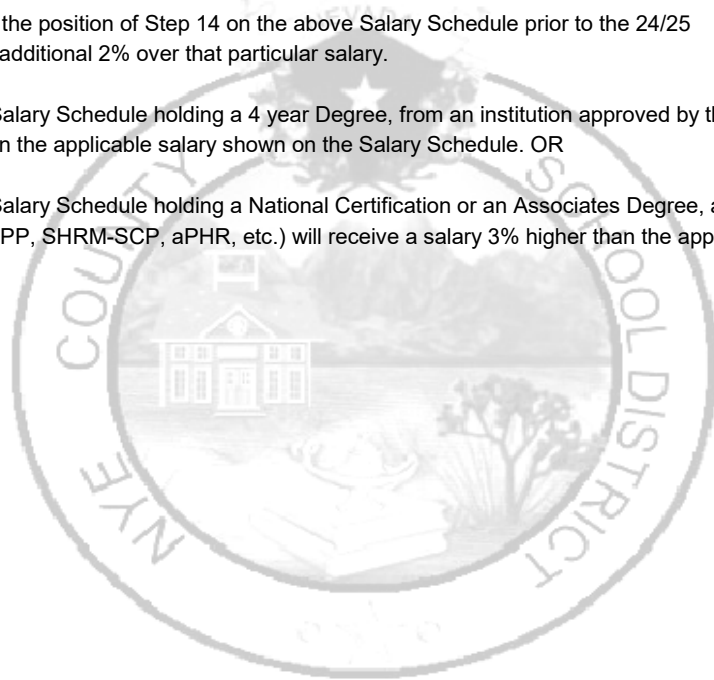 the position of Step 14 on the above Salary Schedule prior to the 24/25
additional 2% over that particular salary.
Salary Schedule holding a 4 year Degree, from an institution approved by th
n the applicable salary shown on the Salary Schedule. OR
Salary Schedule holding a National Certification or an Associates Degree, a
PP, SHRM-SCP, aPHR, etc.) will receive a salary 3% higher than the app
NEVADA
NYE COUNTY SCHOOL DISTRICT